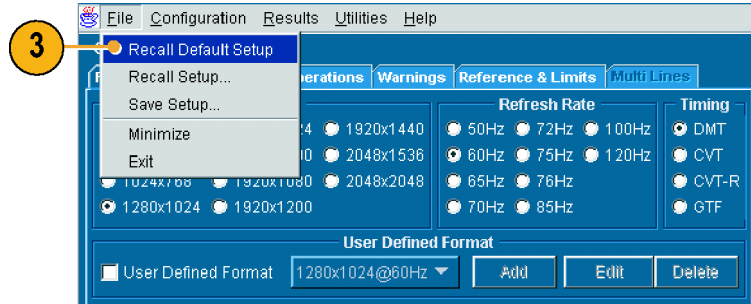 File Configuration Results Utilities Help
3
Recall Default Setup
Recall Setup... perations Warnings Reference & Limits Multi Lines
Save Setup... Refresh Rate Timing
Minimize 4 1920x1440 50Hz 72Hz 100Hz DMT
Exit 00 2048x1536 60Hz 75Hz 120Hz CVT
1024x768 1920x1080 2048x2048 65Hz 76Hz CVT-R
1280x1024 1920x1200 70Hz 85Hz GTF
User Defined Format
User Defined Format 1280x1024@60Hz Add Edit Delete